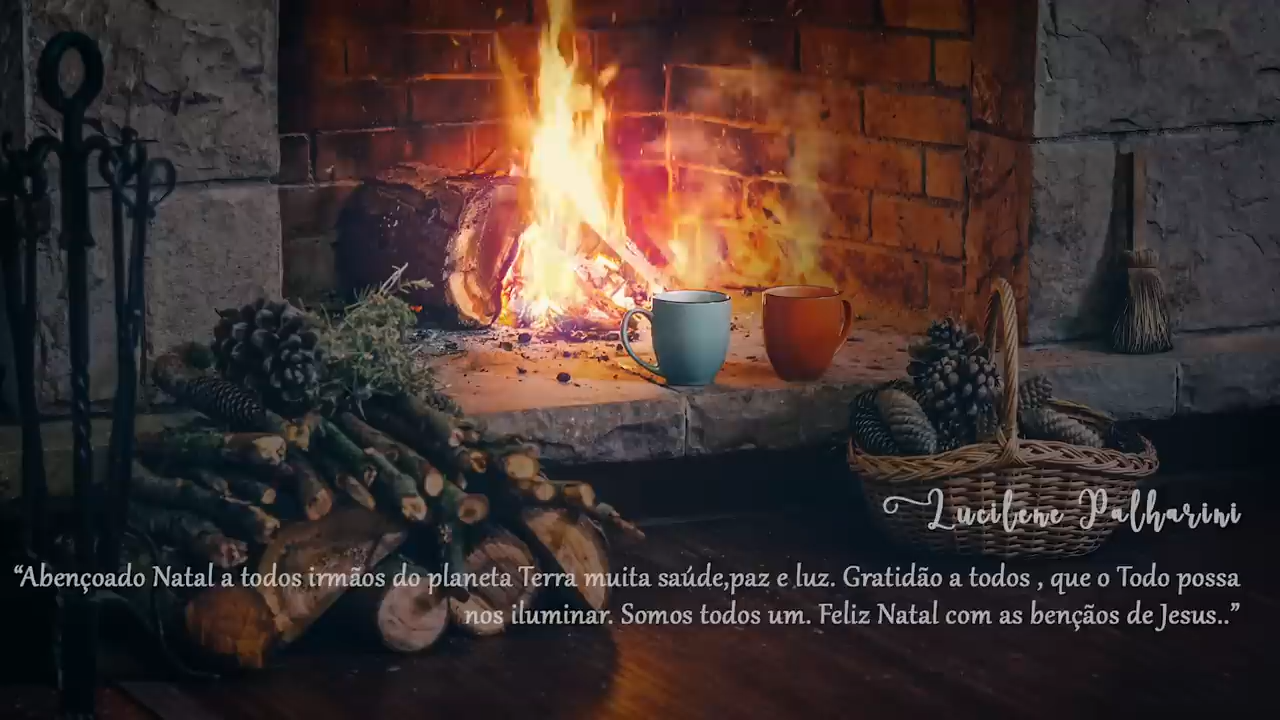 Lucilene Palharini
“Abençoado Natal a todos irmãos do planeta Terra muita saúde,paz e luz. Gratidão a todos , que o Todo possa
nos iluminar. Somos todos um. Feliz Natal com as bençãos de Jesus..”